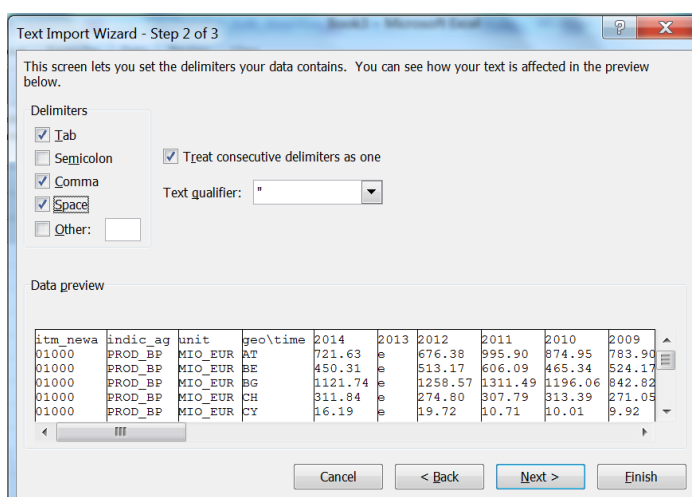 Book3 - Microsoft Excel
Text Import Wizard - Step 2 of 3
This screen lets you set the delimiters your data contains. You can see how your text is affected in the preview
below.
Delimiters
Tab
Semicolon
Treat consecutive delimiters as one
Comma
Text qualifier: "
Space
Other:
Data preview
itm_newa indic_ag unit geo\time 2014 2013 2012 2011 2010 2009
01000 PROD_BP MIO_EUR AT 721.63 e 676.38 995.90 874.95 783.90
01000 PROD_BP MIO_EUR BE 450.31 e 513.17 606.09 465.34 524.17
01000 PROD_BP MIO_EUR BG 1121.74 e 1258.57 1311.49 1196.06 842.82
01000 PROD_BP MIO_EUR CH 311.84 e 274.80 307.79 313.39 271.05
01000 PROD_BP MIO_EUR CY 16.19 e 19.72 10.71 10.01 9.92
Cancel < Back Next > Finish